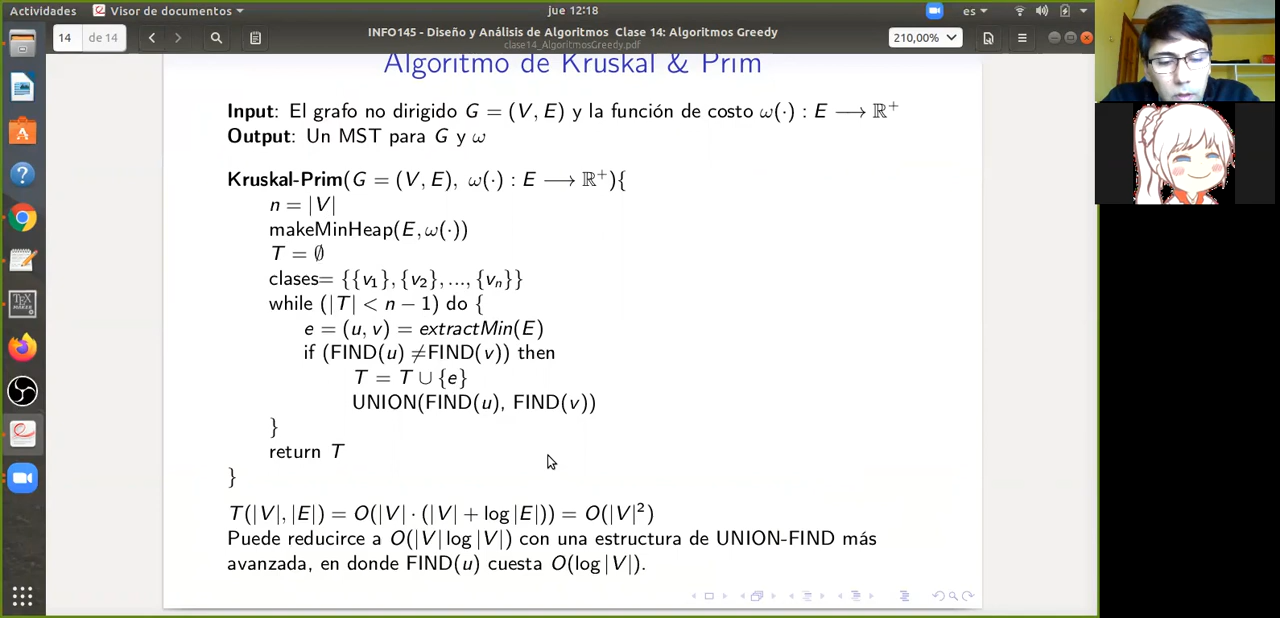 Actividades Visor de documentos jue 12:18 es
14 de 14 INFO145 - Diseño y Análisis de Algoritmos Clase 14: Algoritmos Greedy 210,00%
clase14_AlgoritmosGreedy.pdf
Algoritmo de Kruskal & Prim
Input: El grafo no dirigido G = (V, E) y la función de costo ω(·) : E ⟶ ℝ⁺
Output: Un MST para G y ω
Kruskal-Prim(G = (V, E), ω(·) : E ⟶ ℝ⁺){
n = |V|
makeMinHeap(E, ω(·))
T = ∅
clases= {{v₁}, {v₂}, ..., {vₙ}}
while (|T| < n − 1) do {
e = (u, v) = extractMin(E)
if (FIND(u) ≠FIND(v)) then
T = T ∪ {e}
UNION(FIND(u), FIND(v))
}
return T
}
T(|V|, |E|) = O(|V| · (|V| + log |E|)) = O(|V|²)
Puede reducirce a O(|V| log |V|) con una estructura de UNION-FIND más
avanzada, en donde FIND(u) cuesta O(log |V|).